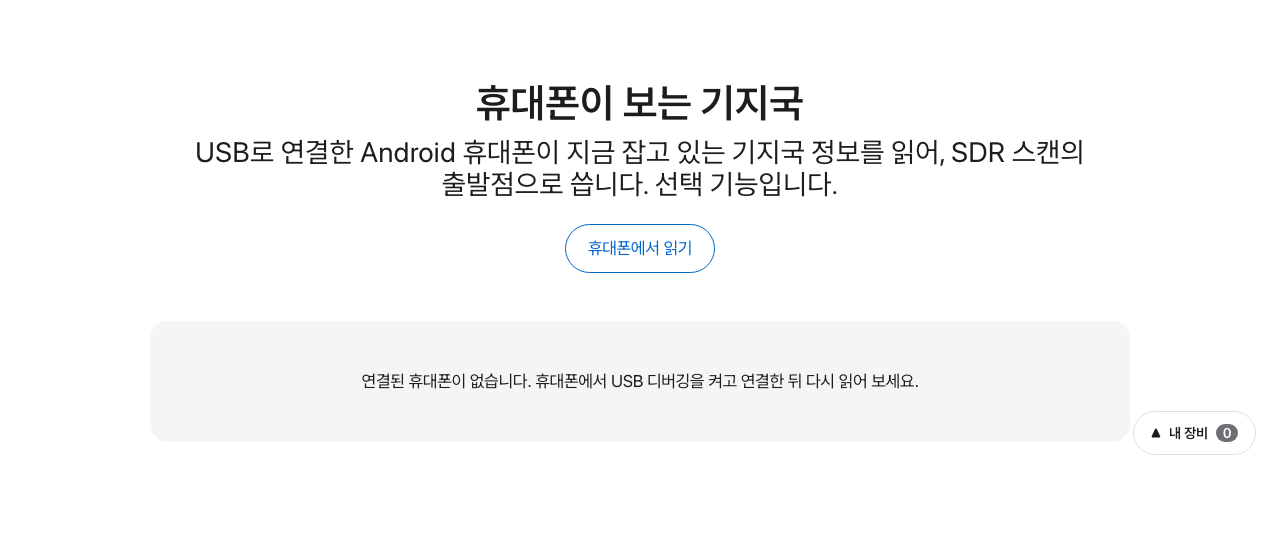 휴대폰이 보는 기지국
USB로 연결한 Android 휴대폰이 지금 잡고 있는 기지국 정보를 읽어, SDR 스캔의
출발점으로 씁니다. 선택 기능입니다.
휴대폰에서 읽기
연결된 휴대폰이 없습니다. 휴대폰에서 USB 디버깅을 켜고 연결한 뒤 다시 읽어 보세요.
▲ 내 장비 0